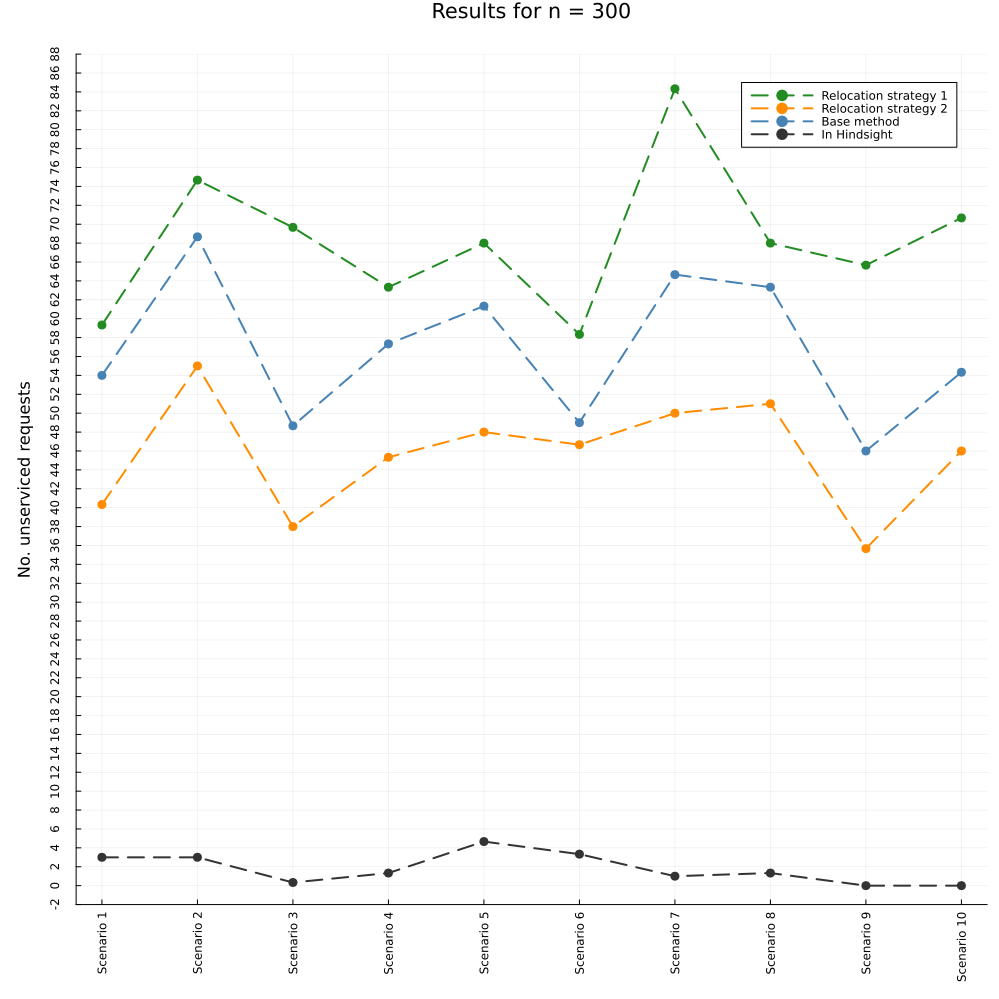 Results for n = 300
No. unserviced requests
88
86
84
82
80
78
76
74
72
70
68
66
64
62
60
58
56
54
52
50
48
46
44
42
40
38
36
34
32
30
28
26
24
22
20
18
16
14
12
10
8
6
4
2
0
-2
Relocation strategy 1
Relocation strategy 2
Base method
In Hindsight
Scenario 1
Scenario 2
Scenario 3
Scenario 4
Scenario 5
Scenario 6
Scenario 7
Scenario 8
Scenario 9
Scenario 10